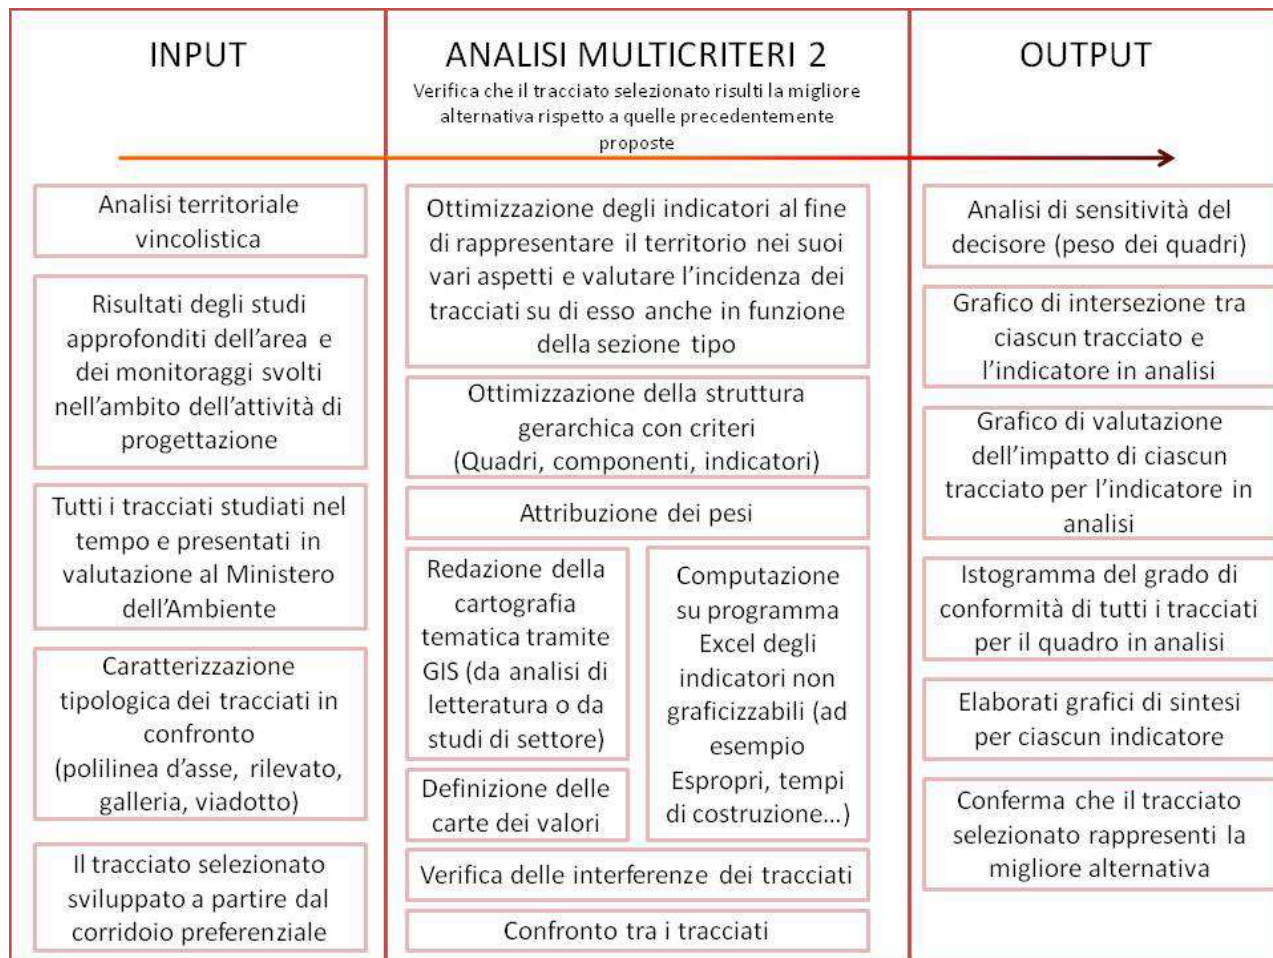 INPUT
Analisi territoriale
vincolistica
Risultati degli studi
approfonditi dell'area e
dei monitoraggi svolti
nell'ambito dell'attività di
progettazione
Tutti i tracciati studiati nel
tempo e presentati in
valutazione al Ministero
dell'Ambiente
Caratterizzazione
tipologica dei tracciati in
confronto
(polilinea d'asse, rilevato,
galleria, viadotto)
Il tracciato selezionato
sviluppato a partire dal
corridoio preferenziale
ANALISI MULTICRITERI 2
Verifica che il tracciato selezionato risulti la migliore
alternativa rispetto a quelle precedentemente
proposte
Ottimizzazione degli indicatori al fine
di rappresentare il territorio nei suoi
vari aspetti e valutare l'incidenza dei
tracciati su di esso anche in funzione
della sezione tipo
Ottimizzazione della struttura
gerarchica con criteri
(Quadri, componenti, indicatori)
Attribuzione dei pesi
Redazione della
cartografia
tematica tramite
GIS (da analisi di
letteratura o da
studi di settore)
Definizione delle
carte dei valori
Computazione
su programma
Excel degli
indicatori non
graficizzabili (ad
esempio
Espropri, tempi
di costruzione...)
Verifica delle interferenze dei tracciati
Confronto tra i tracciati
OUTPUT
Analisi di sensitività del
decisore (peso dei quadri)
Grafico di intersezione tra
ciascun tracciato e
l'indicatore in analisi
Grafico di valutazione
dell'impatto di ciascun
tracciato per l'indicatore in
analisi
Istogramma del grado di
conformità di tutti i tracciati
per il quadro in analisi
Elaborati grafici di sintesi
per ciascun indicatore
Conferma che il tracciato
selezionato rappresenti la
migliore alternativa